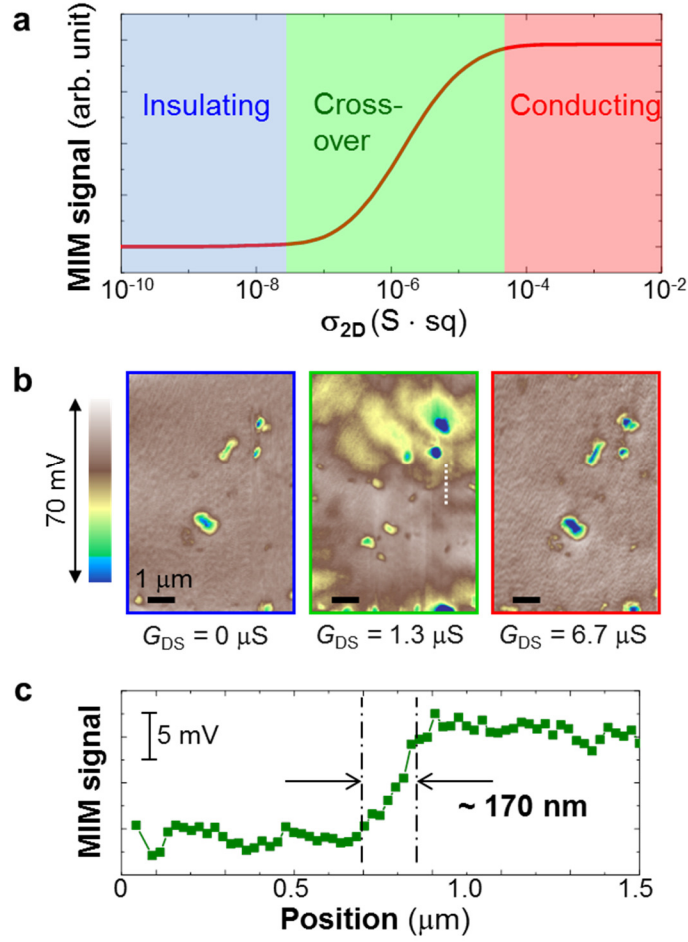 a
MIM signal (arb. unit)
Insulating
Cross-
over
Conducting
10⁻¹⁰ 10⁻⁸ 10⁻⁶ 10⁻⁴ 10⁻²
σ2D (S · sq)
b
70 mV
1 μm
GDS = 0 μS
GDS = 1.3 μS
GDS = 6.7 μS
c
MIM signal
5 mV
~ 170 nm
0 0.5 1.0 1.5
Position (μm)